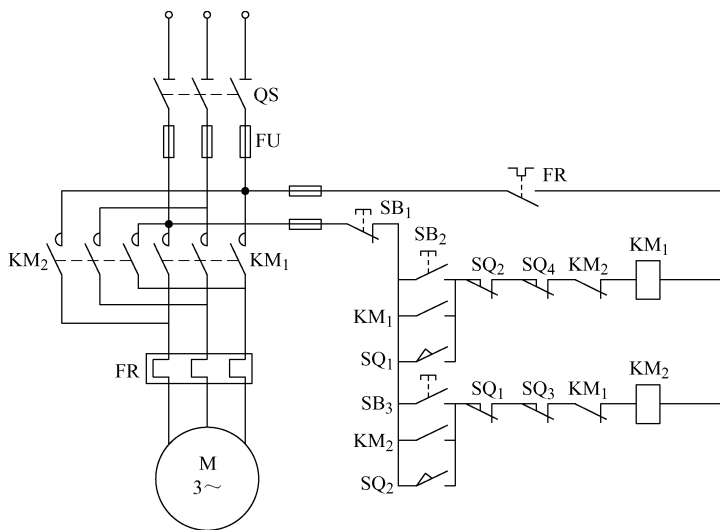 QS
FU
FR
SB₁
SB₂
KM₂
KM₁
SQ₂
SQ₄
KM₂
KM₁
KM₁
SQ₁
FR
KM₂
SB₃
SQ₁
SQ₃
KM₁
KM₂
M
3～
SQ₂